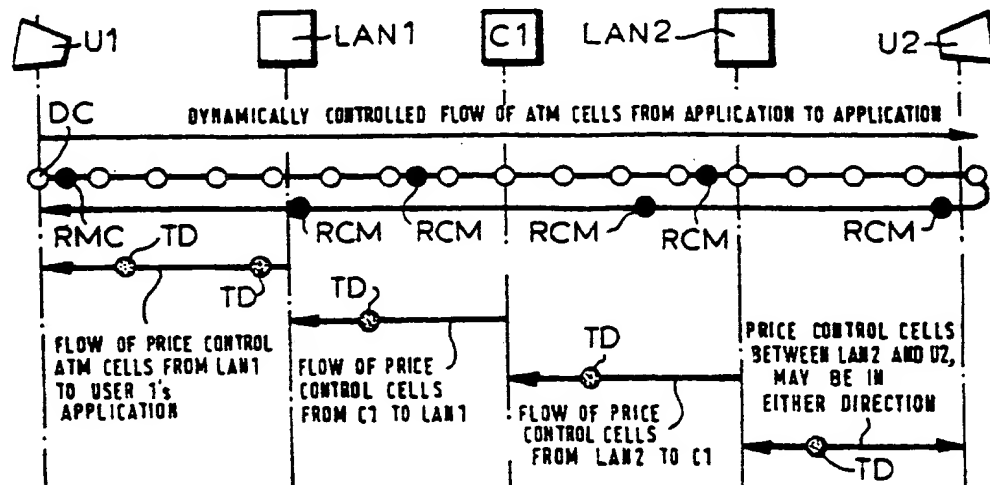 U1
LAN1
C1
LAN2
U2
DC
DYNAMICALLY CONTROLLED FLOW OF ATM CELLS FROM APPLICATION TO APPLICATION
RMC
RCM
RCM
RCM
RCM
RCM
TD
TD
FLOW OF PRICE CONTROL
ATM CELLS FROM LAN1
TO USER 1's
APPLICATION
TD
FLOW OF PRICE
CONTROL CELLS
FROM C1 TO LAN1
TD
FLOW OF PRICE
CONTROL CELLS
FROM LAN2 TO C1
PRICE CONTROL CELLS
BETWEEN LAN2 AND U2,
MAY BE IN
EITHER DIRECTION
TD